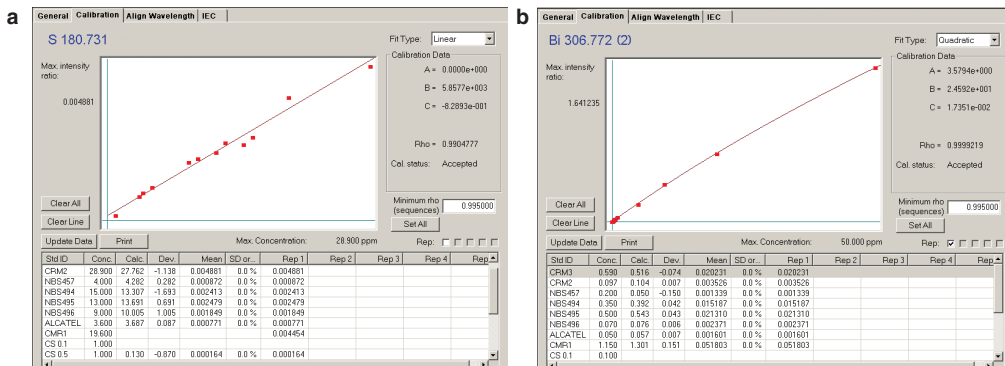 a
General Calibration Align Wavelength IEC
S 180.731
Fit Type: Linear
Max. intensity
ratio:
0.004881
Calibration Data
A = 0.0000e+000
B = 5.8577e+003
C = -8.2893e-001
Rho = 0.9904777
Cal. status: Accepted
Clear All
Clear Line
Minimum rho
(sequences) 0.995000
Set All
Update Data Print Max. Concentration: 28.900 ppm Rep:
Std ID Conc. Calc. Dev. Mean SD or... Rep 1 Rep 2 Rep 3 Rep 4 Rep
CRM2 28.900 27.762 -1.138 0.004881 0.0 % 0.004881
NBS457 4.000 4.282 0.282 0.000872 0.0 % 0.000872
NBS494 15.000 13.307 -1.693 0.002413 0.0 % 0.002413
NBS495 13.000 13.691 0.691 0.002479 0.0 % 0.002479
NBS496 9.000 10.005 1.005 0.001849 0.0 % 0.001849
ALCATEL 3.600 3.687 0.087 0.000771 0.0 % 0.000771
CMR1 19.600 0.004454
CS 0.1 1.000
CS 0.5 1.000 0.130 -0.870 0.000164 0.0 % 0.000164
b
General Calibration Align Wavelength IEC
Bi 306.772 (2)
Fit Type: Quadratic
Max. intensity
ratio:
1.641235
Calibration Data
A = 3.5794e+000
B = 2.4592e+001
C = 1.7351e-002
Rho = 0.9999219
Cal. status: Accepted
Clear All
Clear Line
Minimum rho
(sequences) 0.995000
Set All
Update Data Print Max. Concentration: 50.000 ppm Rep:
Std ID Conc. Calc. Dev. Mean SD or... Rep 1 Rep 2 Rep 3 Rep 4 Rep
CRM3 0.590 0.516 -0.074 0.020231 0.0 % 0.020231
CRM2 0.097 0.104 0.007 0.003526 0.0 % 0.003526
NBS457 0.200 0.050 -0.150 0.001339 0.0 % 0.001339
NBS494 0.350 0.392 0.042 0.015187 0.0 % 0.015187
NBS495 0.500 0.543 0.043 0.021310 0.0 % 0.021310
NBS496 0.070 0.076 0.006 0.002371 0.0 % 0.002371
ALCATEL 0.050 0.057 0.007 0.001601 0.0 % 0.001601
CMR1 1.150 1.301 0.151 0.051803 0.0 % 0.051803
CS 0.1 0.100